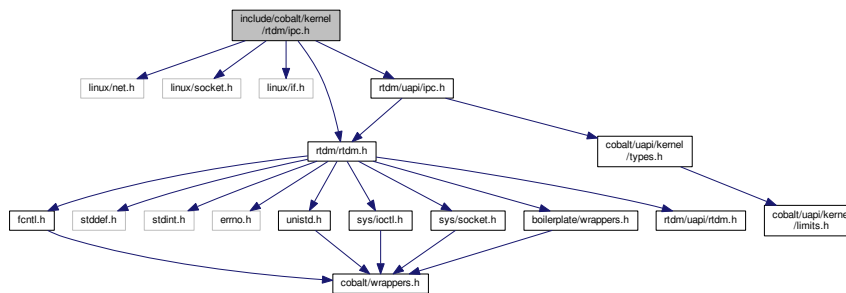 include/cobalt/kernel
/rtdm/ipc.h
linux/net.h
linux/socket.h
linux/if.h
rtdm/uapi/ipc.h
rtdm/rtdm.h
cobalt/uapi/kernel
/types.h
fcntl.h
stddef.h
stdint.h
errno.h
unistd.h
sys/ioctl.h
sys/socket.h
boilerplate/wrappers.h
rtdm/uapi/rtdm.h
cobalt/uapi/kernel
/limits.h
cobalt/wrappers.h